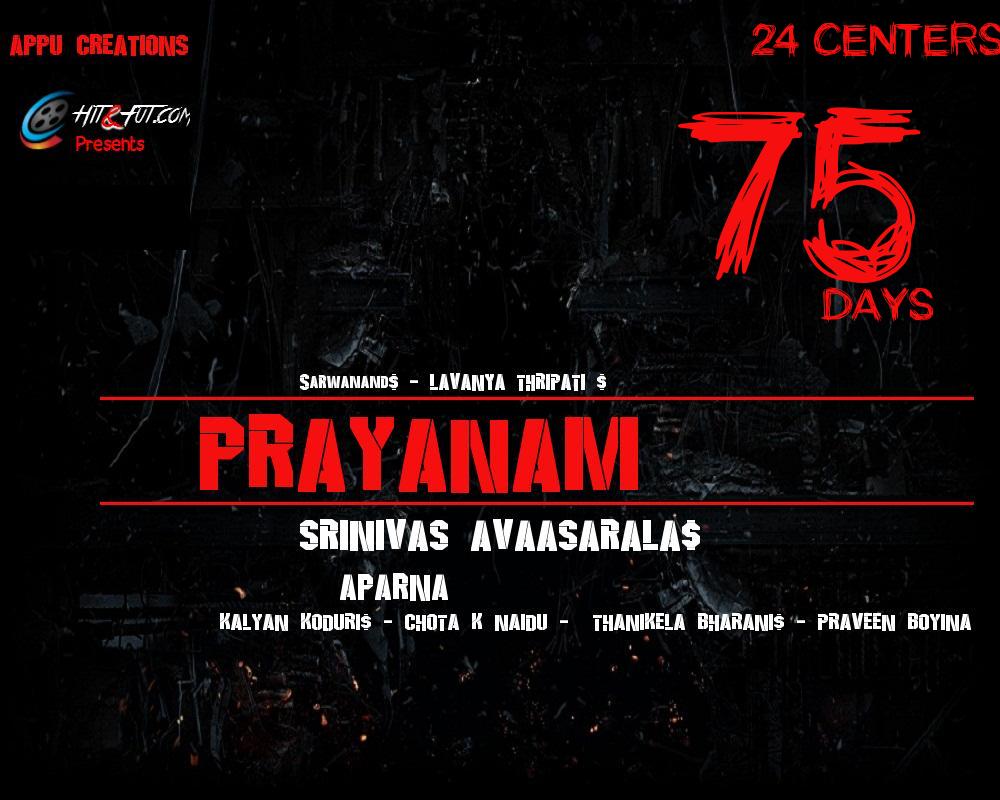 APPU CREATIONS
24 CENTERS
HIT&FUT.COM
Presents
75
DAYS
SARWANAND$ - LAVANYA THRIPATI $
PRAYANAM
SRINIVAS AVAASARALA$
APARNA
KALYAN KODURI$ - CHOTA K NAIDU - THANIKELA BHARANI$ - PRAVEEN BOYINA